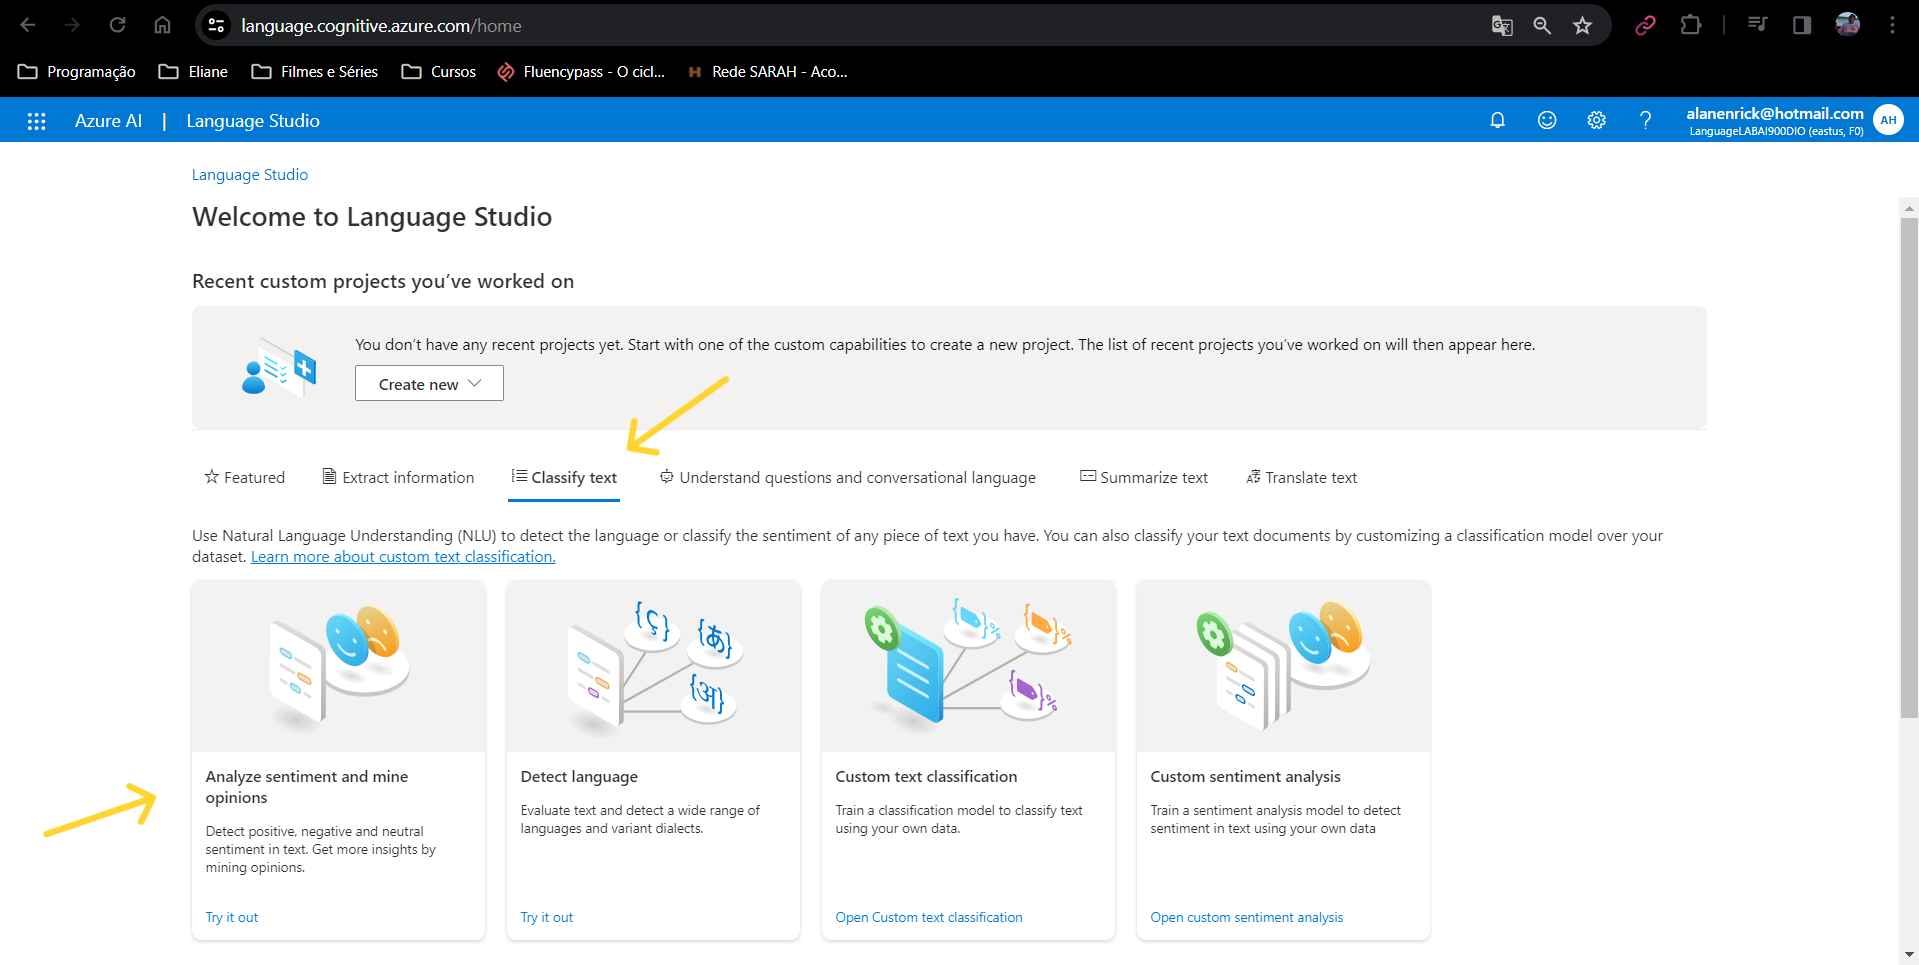 language.cognitive.azure.com/home
Programação Eliane Filmes e Séries Cursos Fluencypass - O cicl... H Rede SARAH - Aco...
Azure AI | Language Studio
? alanenrick@hotmail.com
LanguageLABAI900DIO (eastus, F0)
AH
Language Studio
Welcome to Language Studio
Recent custom projects you've worked on
You don't have any recent projects yet. Start with one of the custom capabilities to create a new project. The list of recent projects you've worked on will then appear here.
Create new
Featured Extract information Classify text Understand questions and conversational language Summarize text Translate text
Use Natural Language Understanding (NLU) to detect the language or classify the sentiment of any piece of text you have. You can also classify your text documents by customizing a classification model over your
dataset. Learn more about custom text classification.
{ç} {あ} {अ}
% % %
Analyze sentiment and mine
opinions
Detect positive, negative and neutral
sentiment in text. Get more insights by
mining opinions.
Try it out
Detect language
Evaluate text and detect a wide range of
languages and variant dialects.
Try it out
Custom text classification
Train a classification model to classify text
using your own data.
Open Custom text classification
Custom sentiment analysis
Train a sentiment analysis model to detect
sentiment in text using your own data
Open custom sentiment analysis